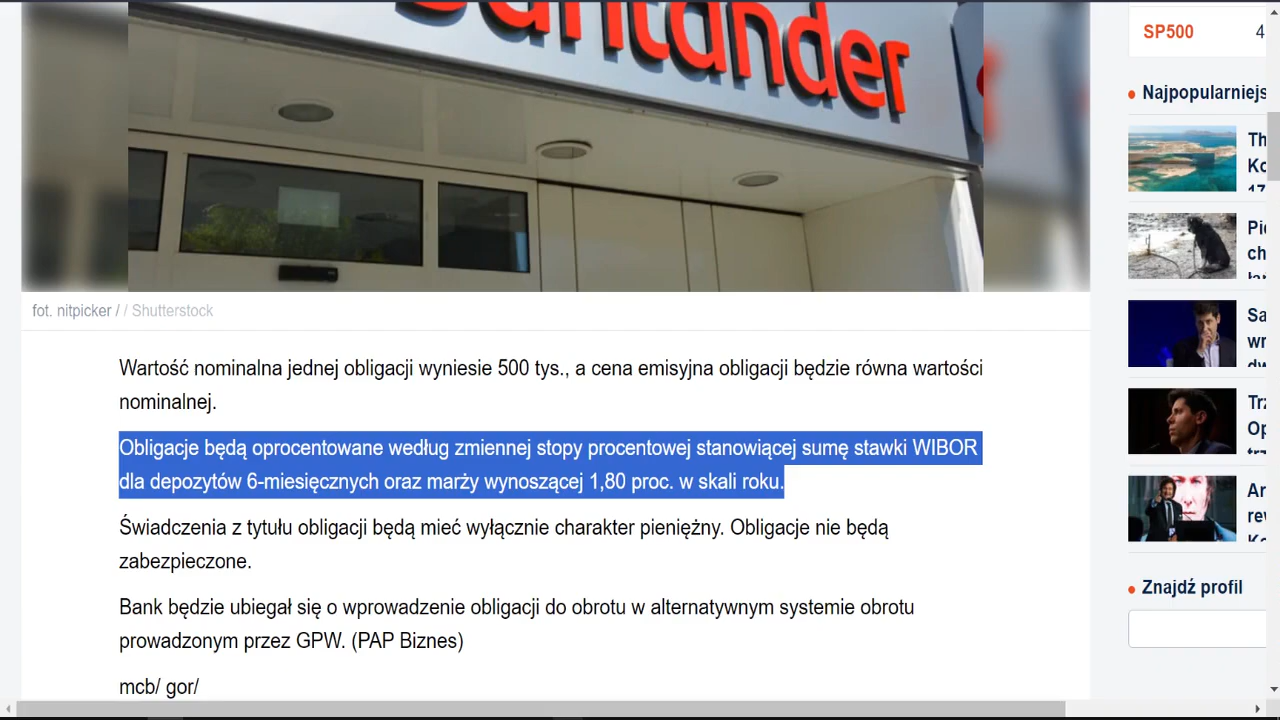 Santander
SP500
4
Najpopularniejs
Th
Ko
fot. nitpicker / / Shutterstock
Pie
ch
Sa
wr
Wartość nominalna jednej obligacji wyniesie 500 tys., a cena emisyjna obligacji będzie równa wartości
nominalnej.
Trz
Op
Obligacje będą oprocentowane według zmiennej stopy procentowej stanowiącej sumę stawki WIBOR
dla depozytów 6-miesięcznych oraz marży wynoszącej 1,80 proc. w skali roku.
Ar
rev
Świadczenia z tytułu obligacji będą mieć wyłącznie charakter pieniężny. Obligacje nie będą
zabezpieczone.
Znajdź profil
Bank będzie ubiegał się o wprowadzenie obligacji do obrotu w alternatywnym systemie obrotu
prowadzonym przez GPW. (PAP Biznes)
mcb/ gor/